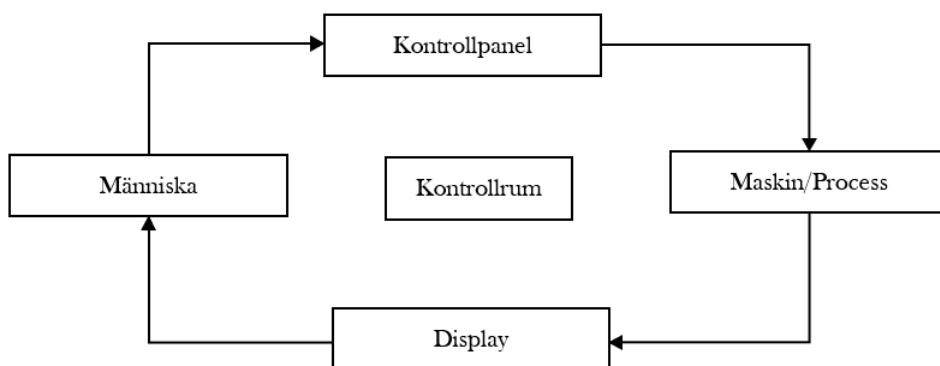 Kontrollpanel
Människa
Kontrollrum
Maskin/Process
Display